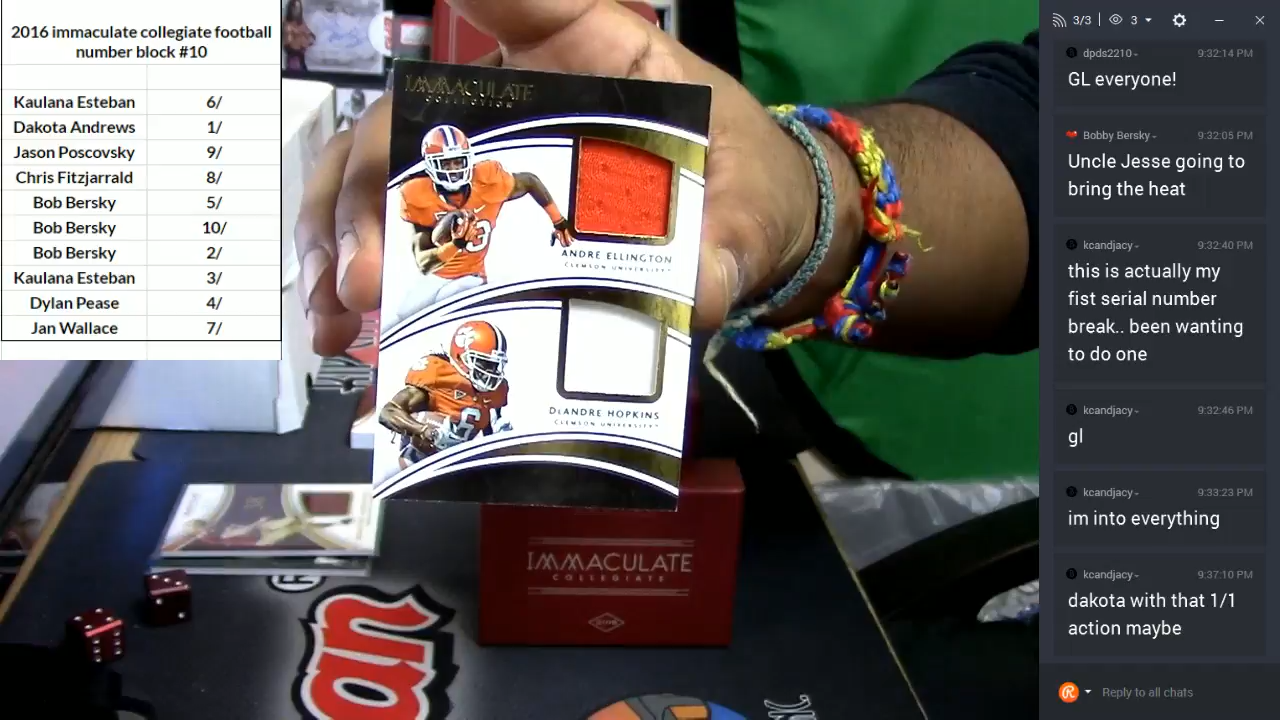 2016 immaculate collegiate football
number block #10
Kaulana Esteban 6/
Dakota Andrews 1/
Jason Poscovsky 9/
Chris Fitzjarrald 8/
Bob Bersky 5/
Bob Bersky 10/
Bob Bersky 2/
Kaulana Esteban 3/
Dylan Pease 4/
Jan Wallace 7/
IMMACULATE
COLLECTION
ANDRE ELLINGTON
CLEMSON UNIVERSITY
DEANDRE HOPKINS
CLEMSON UNIVERSITY
IMMACULATE
COLLEGIATE
3/3 3
dpds2210 9:32:14 PM
GL everyone!
Bobby Bersky 9:32:05 PM
Uncle Jesse going to
bring the heat
kcandjacy 9:32:40 PM
this is actually my
fist serial number
break.. been wanting
to do one
kcandjacy 9:32:46 PM
gl
kcandjacy 9:33:23 PM
im into everything
kcandjacy 9:37:10 PM
dakota with that 1/1
action maybe
Reply to all chats